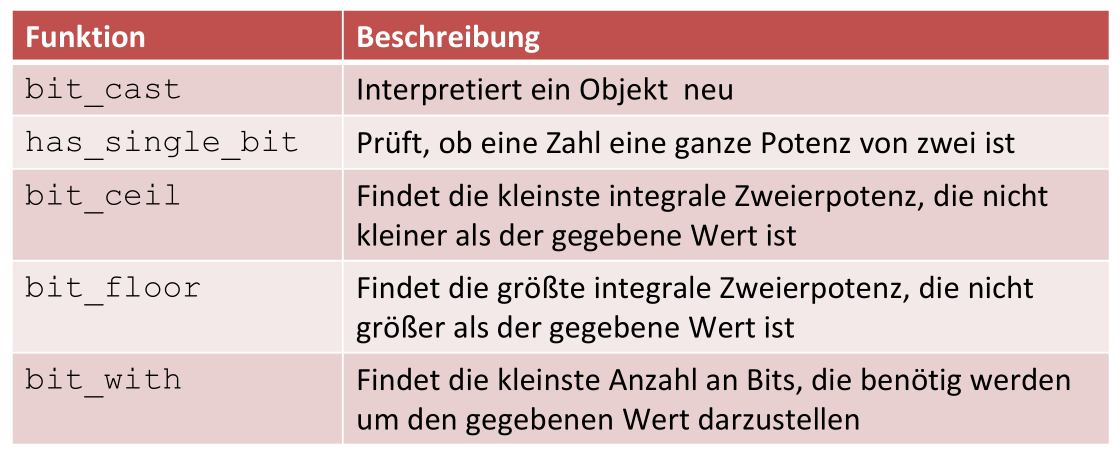 Funktion Beschreibung
bit_cast Interpretiert ein Objekt  neu
has_single_bit Prüft, ob eine Zahl eine ganze Potenz von zwei ist
bit_ceil Findet die kleinste integrale Zweierpotenz, die nicht
kleiner als der gegebene Wert ist
bit_floor Findet die größte integrale Zweierpotenz, die nicht
größer als der gegebene Wert ist
bit_with Findet die kleinste Anzahl an Bits, die benötig werden
um den gegebenen Wert darzustellen